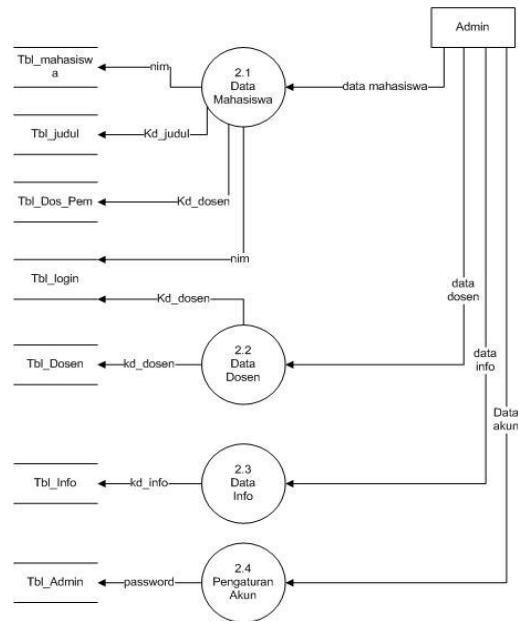 Admin
Tbl_mahasisw
a
nim
2.1
Data
Mahasiswa
data mahasiswa
Tbl_judul
Kd_judul
Tbl_Dos_Pem
Kd_dosen
nim
Tbl_login
Kd_dosen
data
dosen
2.2
Data
Dosen
Tbl_Dosen
kd_dosen
data
info
Data
akun
2.3
Data
Info
Tbl_Info
kd_info
2.4
Pengaturan
Akun
Tbl_Admin
password